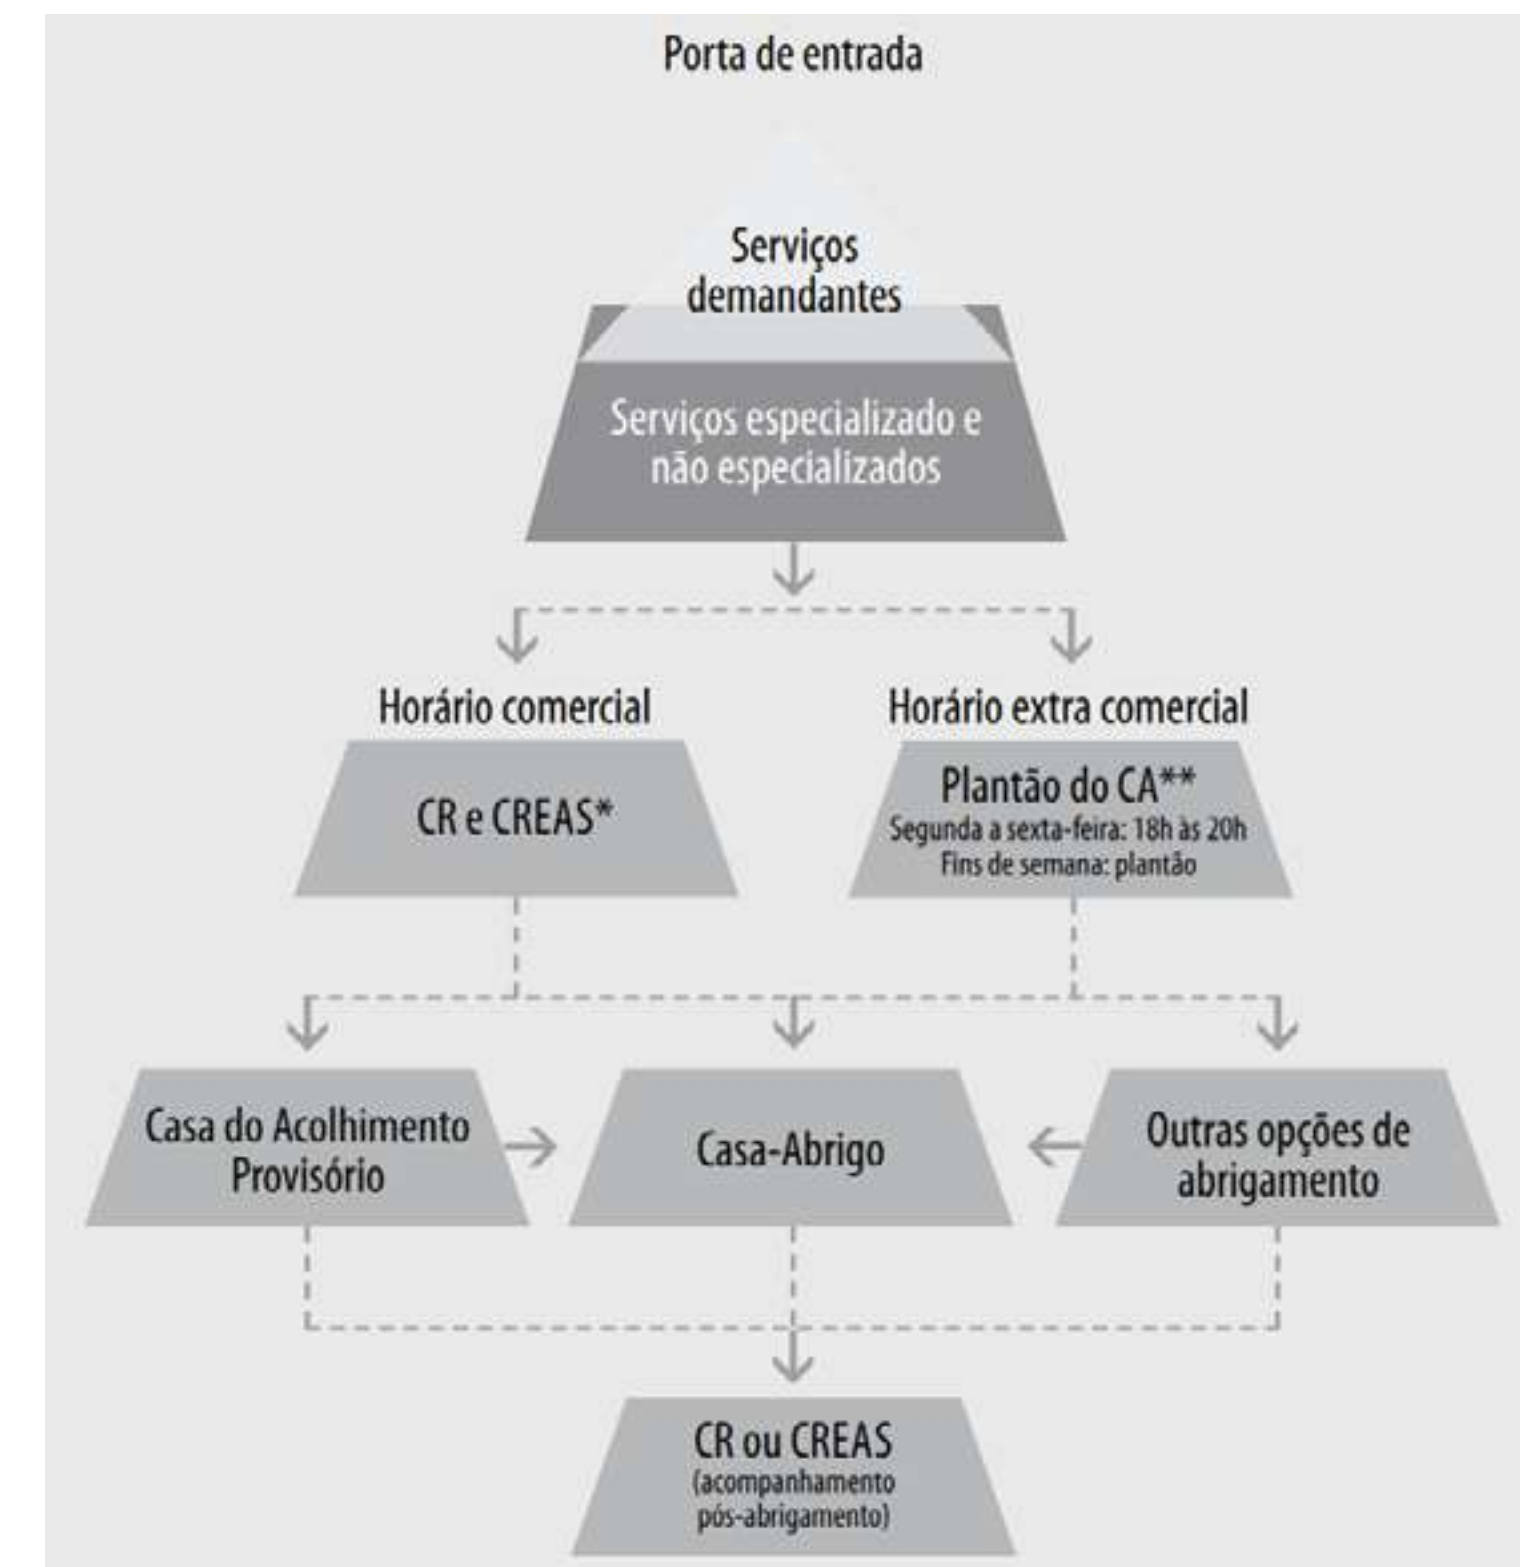 Porta de entrada
Serviços
demandantes
Serviços especializado e
não especializados
Horário comercial
Horário extra comercial
CR e CREAS*
Plantão do CA**
Segunda a sexta-feira: 18h às 20h
Fins de semana: plantão
Casa do Acolhimento
Provisório
Casa-Abrigo
Outras opções de
abrigamento
CR ou CREAS
(acompanhamento
pós-abrigamento)